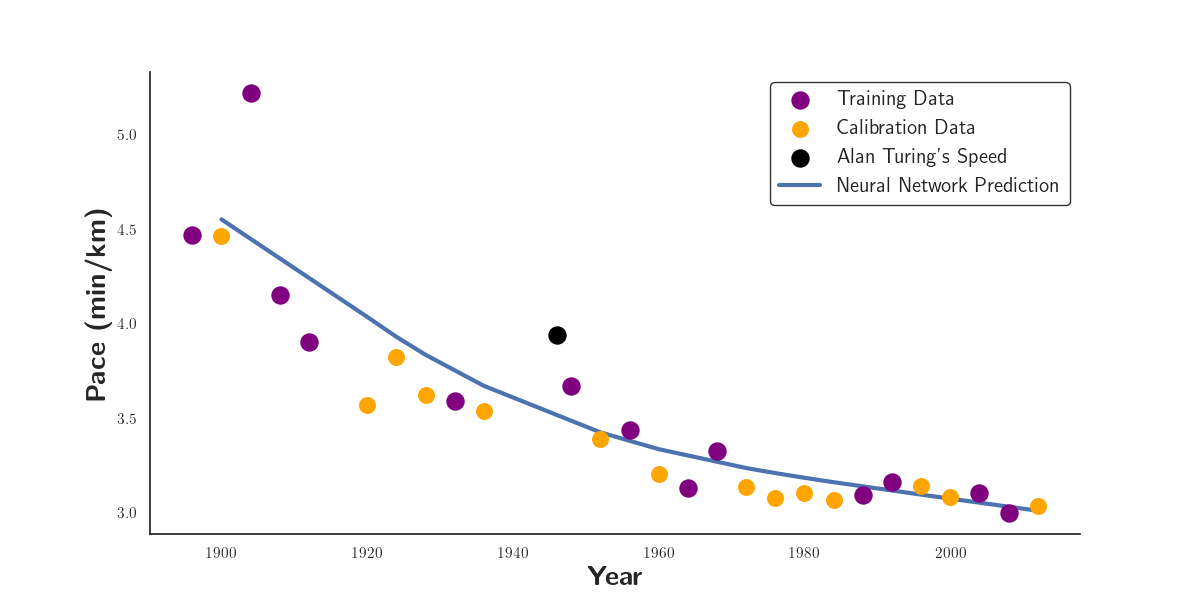 Training Data
Calibration Data
Alan Turing's Speed
Neural Network Prediction
Pace (min/km)
5.0
4.5
4.0
3.5
3.0
1900 1920 1940 1960 1980 2000
Year